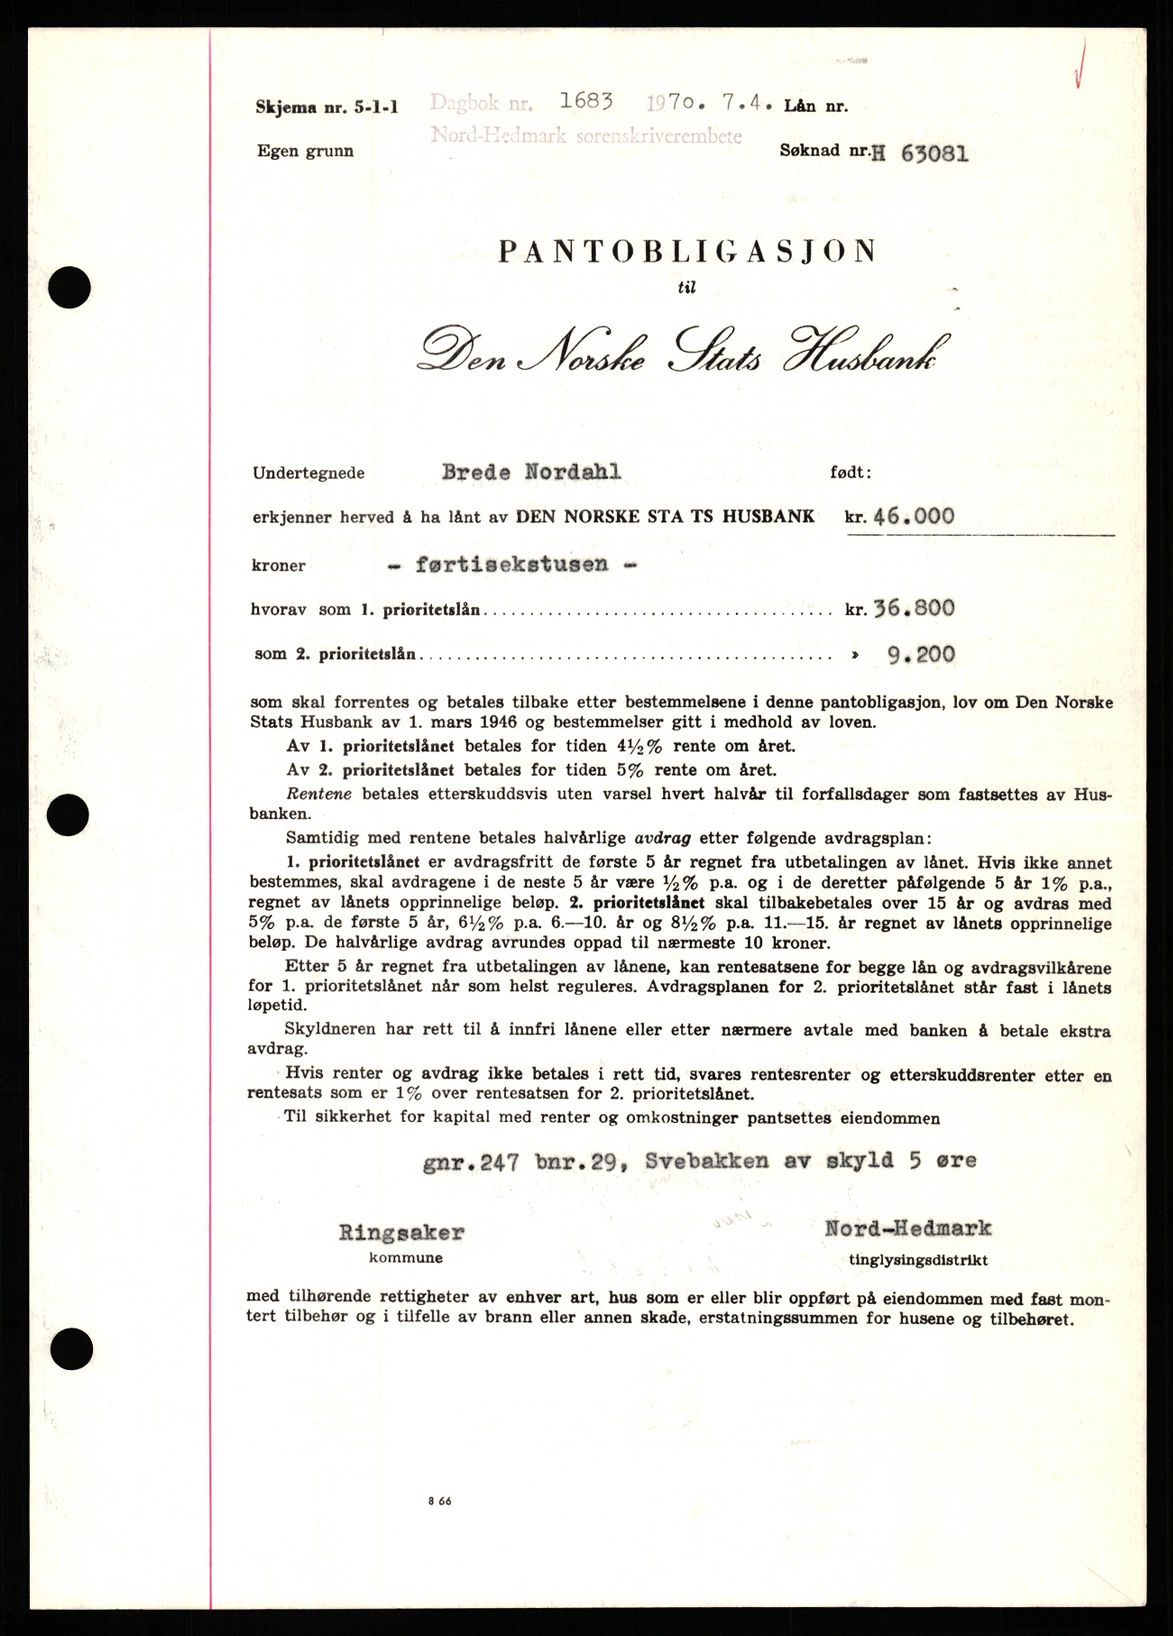 Skjema nr. 5-1-1 Dagbok nr. 1683 1970. 7.4. Lån nr.
Nord-Hedmark sorenskriverembete
Egen grunn Søknad nr. H 63081
PANTOBLIGASJON
til
Den Norske Stats Husbank
Undertegnede Brede Nordahl født:
erkjenner herved å ha lånt av DEN NORSKE STA TS HUSBANK kr. 46.000
kroner - førtisekstusen -
hvorav som 1. prioritetslån........................................ kr. 36.800
som 2. prioritetslån............................................. » 9.200
som skal forrentes og betales tilbake etter bestemmelsene i denne pantobligasjon, lov om Den Norske
Stats Husbank av 1. mars 1946 og bestemmelser gitt i medhold av loven.
Av 1. prioritetslånet betales for tiden 4½% rente om året.
Av 2. prioritetslånet betales for tiden 5% rente om året.
Rentene betales etterskuddsvis uten varsel hvert halvår til forfallsdager som fastsettes av Hus-
banken.
Samtidig med rentene betales halvårlige avdrag etter følgende avdragsplan:
1. prioritetslånet er avdragsfritt de første 5 år regnet fra utbetalingen av lånet. Hvis ikke annet
bestemmes, skal avdragene i de neste 5 år være ½% p.a. og i de deretter påfølgende 5 år 1% p.a.,
regnet av lånets opprinnelige beløp. 2. prioritetslånet skal tilbakebetales over 15 år og avdras med
5% p.a. de første 5 år, 6½% p.a. 6.—10. år og 8½% p.a. 11.—15. år regnet av lånets opprinnelige
beløp. De halvårlige avdrag avrundes oppad til nærmeste 10 kroner.
Etter 5 år regnet fra utbetalingen av lånene, kan rentesatsene for begge lån og avdragsvilkårene
for 1. prioritetslånet når som helst reguleres. Avdragsplanen for 2. prioritetslånet står fast i lånets
løpetid.
Skyldneren har rett til å innfri lånene eller etter nærmere avtale med banken å betale ekstra
avdrag.
Hvis renter og avdrag ikke betales i rett tid, svares rentesrenter og etterskuddsrenter etter en
rentesats som er 1% over rentesatsen for 2. prioritetslånet.
Til sikkerhet for kapital med renter og omkostninger pantsettes eiendommen
gnr.247 bnr.29, Svebakken av skyld 5 øre
Ringsaker Nord-Hedmark
kommune tinglysingsdistrikt
med tilhørende rettigheter av enhver art, hus som er eller blir oppført på eiendommen med fast mon-
tert tilbehør og i tilfelle av brann eller annen skade, erstatningssummen for husene og tilbehøret.
8 66